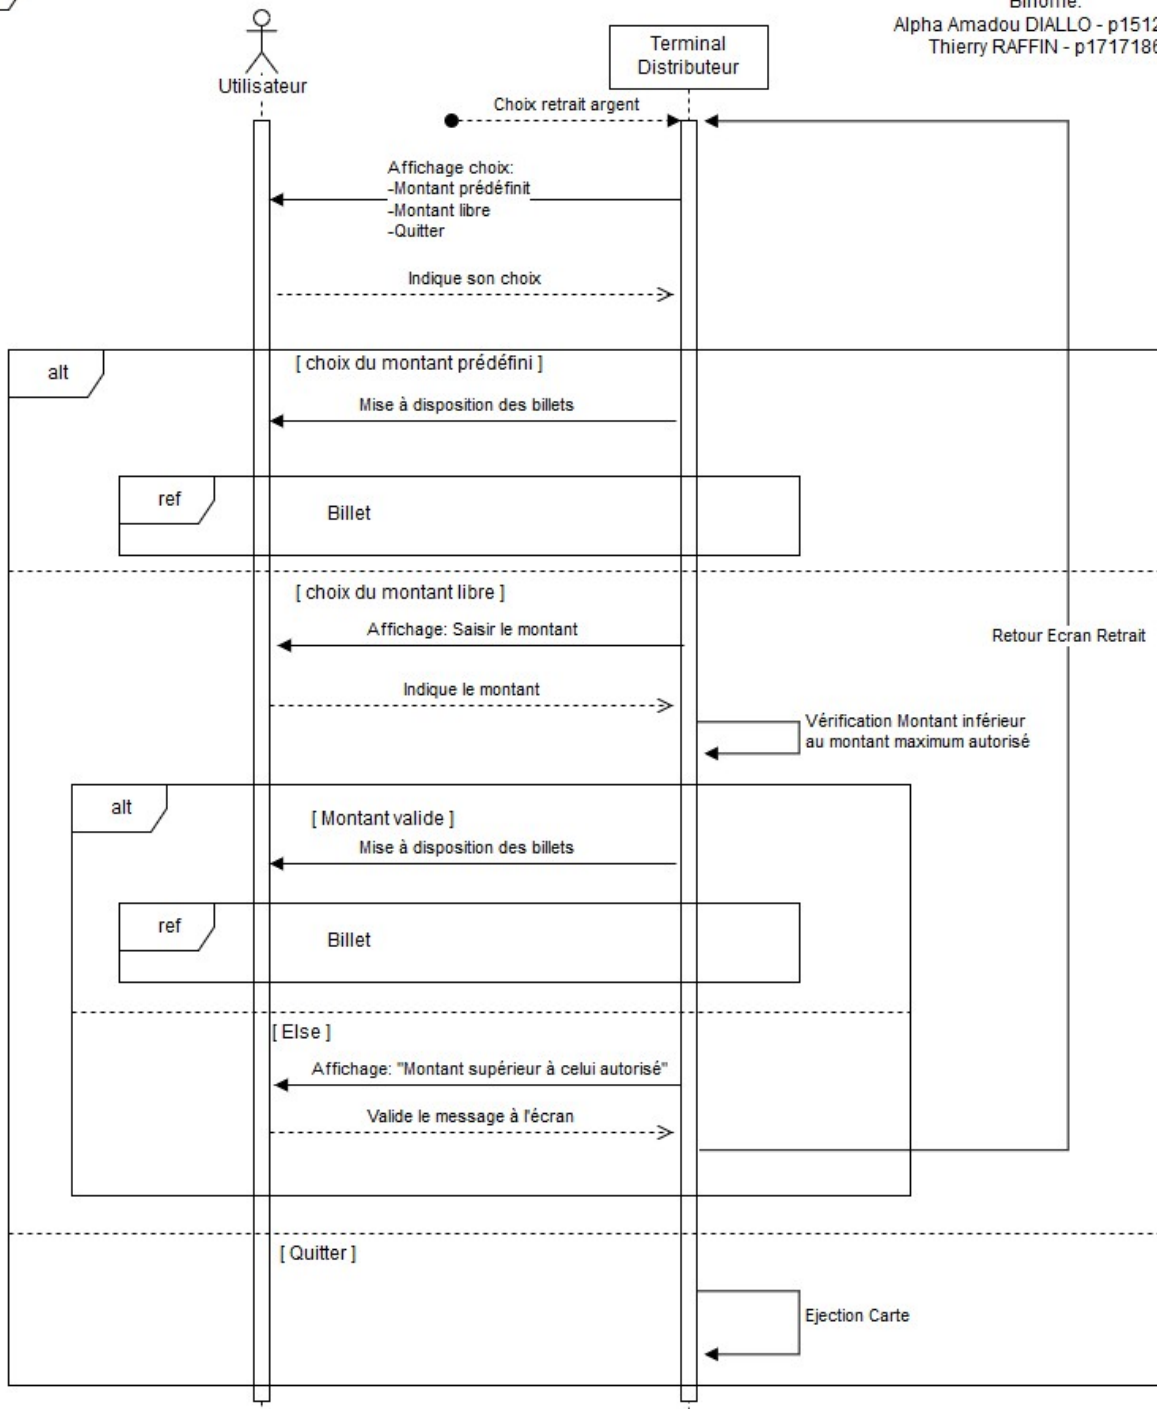 Binome:
Alpha Amadou DIALLO - p1512
Thierry RAFFIN - p1717186
Utilisateur
Terminal
Distributeur
Choix retrait argent
Affichage choix:
-Montant prédéfinit
-Montant libre
-Quitter
Indique son choix
alt
[ choix du montant prédéfini ]
Mise à disposition des billets
ref
Billet
[ choix du montant libre ]
Affichage: Saisir le montant
Retour Ecran Retrait
Indique le montant
Vérification Montant inférieur
au montant maximum autorisé
alt
[ Montant valide ]
Mise à disposition des billets
ref
Billet
[ Else ]
Affichage: "Montant supérieur à celui autorisé"
Valide le message à l'écran
[ Quitter ]
Ejection Carte